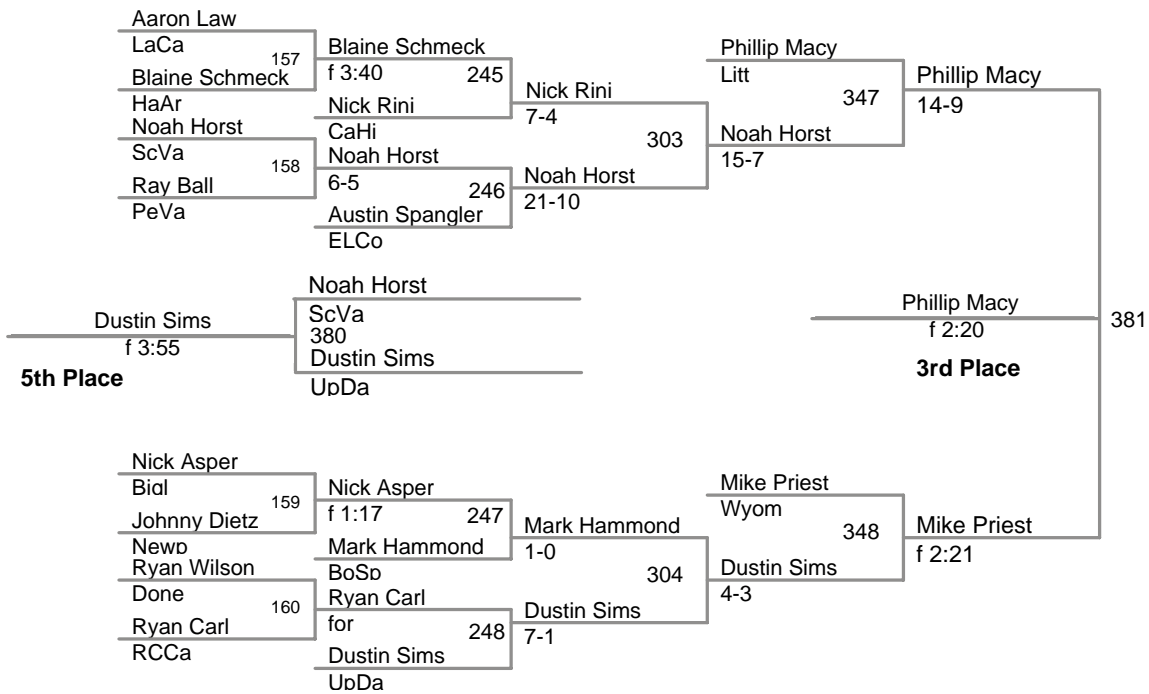 Aaron Law
LaCa
157
Blaine Schmeck
HaAr
Noah Horst
ScVa
158
Ray Ball
PeVa
Blaine Schmeck
f 3:40
245
Nick Rini
CaHi
Noah Horst
6-5
246
Austin Spangler
ELCo
Nick Rini
7-4
303
Noah Horst
21-10
Phillip Macy
Litt
347
Noah Horst
15-7
Phillip Macy
14-9
Noah Horst
ScVa
380
Dustin Sims
UpDa
Dustin Sims
f 3:55
5th Place
Phillip Macy
f 2:20
3rd Place
381
Nick Asper
Bigl
159
Johnny Dietz
Newp
Ryan Wilson
Done
160
Ryan Carl
RCCa
Nick Asper
f 1:17
247
Mark Hammond
BoSp
Ryan Carl
for
248
Dustin Sims
UpDa
Mark Hammond
1-0
304
Dustin Sims
7-1
Mike Priest
Wyom
348
Dustin Sims
4-3
Mike Priest
f 2:21